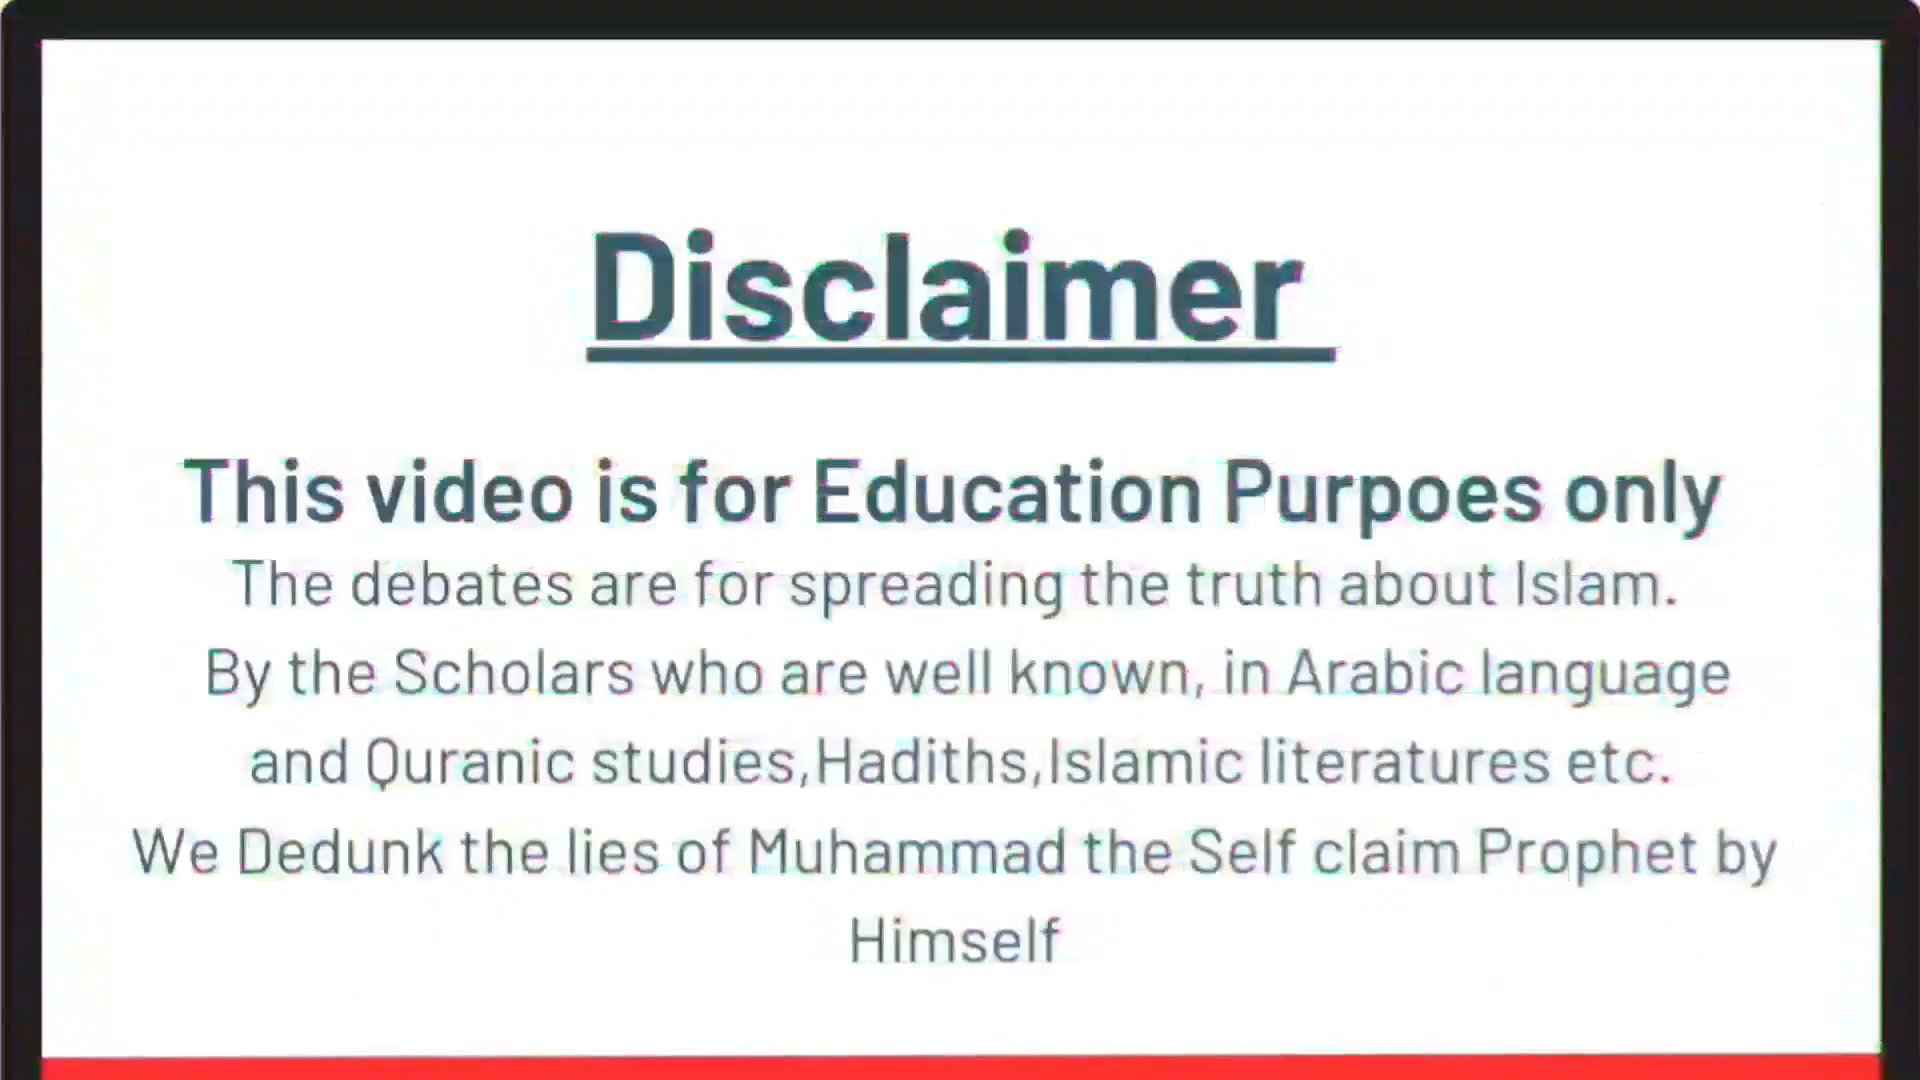 Disclaimer
This video is for Education Purpoes only
The debates are for spreading the truth about Islam.
By the Scholars who are well known, in Arabic language
and Quranic studies,Hadiths,Islamic literatures etc.
We Dedunk the lies of Muhammad the Self claim Prophet by
Himself